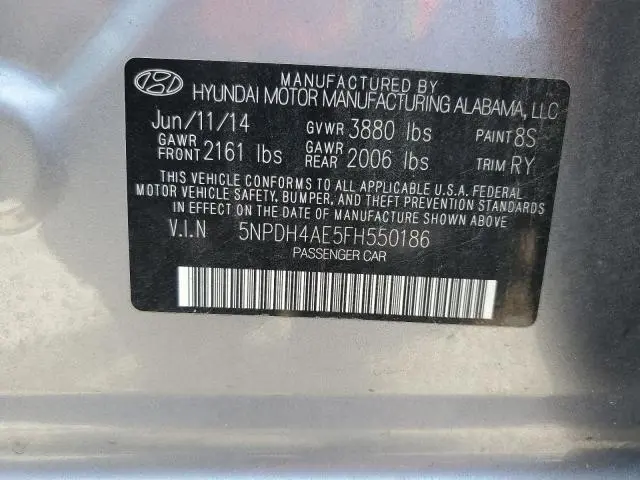 MANUFACTURED BY
HYUNDAI MOTOR MANUFACTURING ALABAMA, LLC
Jun/11/14 GVWR 3880 lbs PAINT 8S
GAWR FRONT 2161 lbs GAWR REAR 2006 lbs TRIM RY
THIS VEHICLE CONFORMS TO ALL APPLICABLE U.S.A. FEDERAL
MOTOR VEHICLE SAFETY, BUMPER, AND THEFT PREVENTION STANDARDS
IN EFFECT ON THE DATE OF MANUFACTURE SHOWN ABOVE.
V.I.N 5NPDH4AE5FH550186
PASSENGER CAR